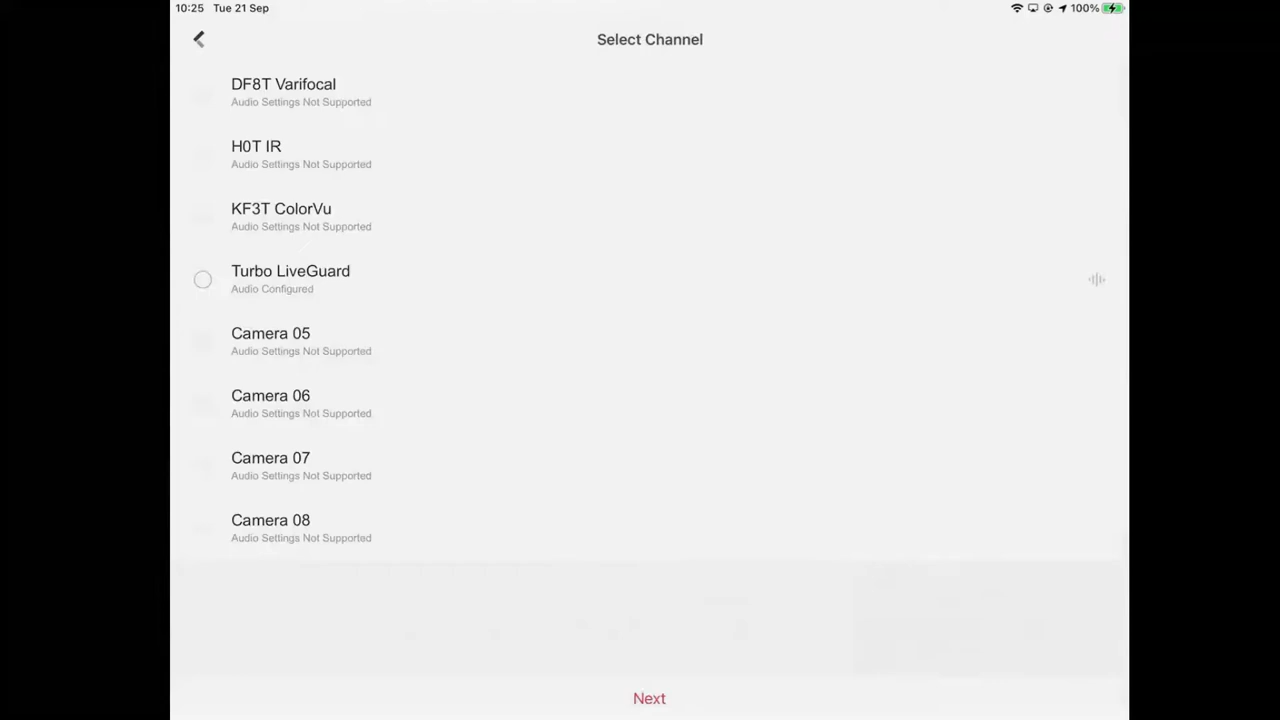 10:25 Tue 21 Sep 100%
Select Channel
DF8T Varifocal
Audio Settings Not Supported
H0T IR
Audio Settings Not Supported
KF3T ColorVu
Audio Settings Not Supported
Turbo LiveGuard
Audio Configured
Camera 05
Audio Settings Not Supported
Camera 06
Audio Settings Not Supported
Camera 07
Audio Settings Not Supported
Camera 08
Audio Settings Not Supported
Next